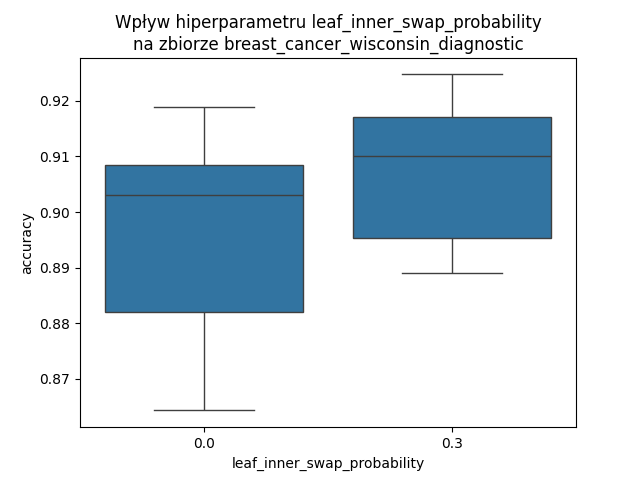 Wpływ hiperparametru leaf_inner_swap_probability
na zbiorze breast_cancer_wisconsin_diagnostic
0.92
0.91
0.90
0.89
0.88
0.87
accuracy
0.0
0.3
leaf_inner_swap_probability